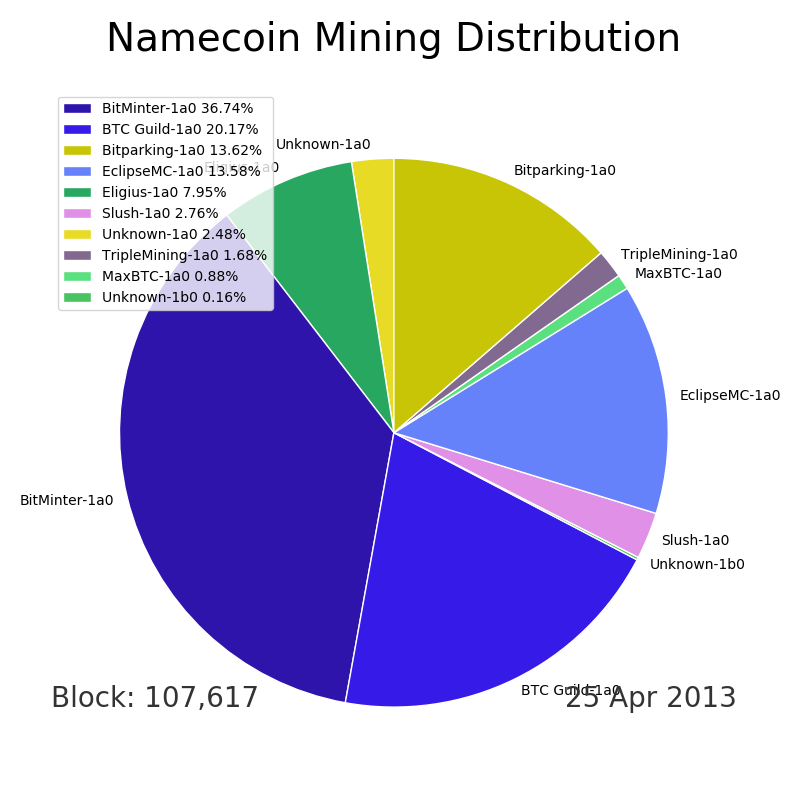 Namecoin Mining Distribution
BitMinter-1a0 36.74%
BTC Guild-1a0 20.17%
Bitparking-1a0 13.62%
EclipseMC-1a0 13.58%
Eligius-1a0 7.95%
Slush-1a0 2.76%
Unknown-1a0 2.48%
TripleMining-1a0 1.68%
MaxBTC-1a0 0.88%
Unknown-1b0 0.16%
Unknown-1a0
Eligius-1a0
Bitparking-1a0
TripleMining-1a0
MaxBTC-1a0
EclipseMC-1a0
BitMinter-1a0
Slush-1a0
Unknown-1b0
BTC Guild-1a0
Block: 107,617
25 Apr 2013